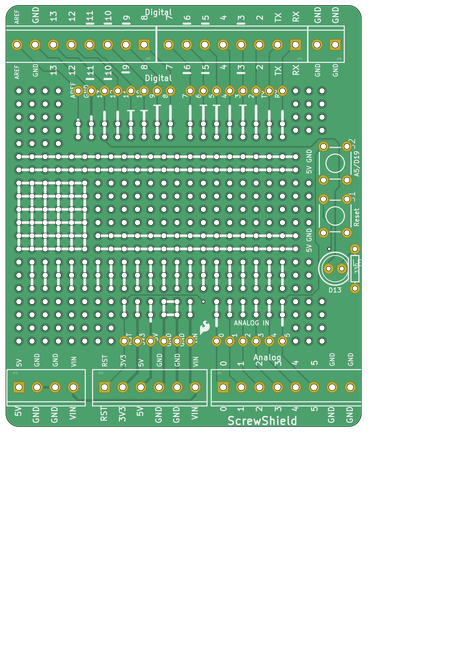 Digital
AREF GND 13 12 11 10 9 8 7 6 5 4 3 2 TX RX GND GND
AREF GND 13 12 11 10 9 8 7 6 5 4 3 2 TX RX GND GND
Digital
S2
A5/D19
5V GND
S1
Reset
5V GND
D13
ANALOG IN
Analog
5V GND GND VIN RST 3V3 5V GND GND VIN 0 1 2 3 4 5 GND GND
5V GND GND VIN RST 3V3 5V GND GND VIN 0 1 2 3 4 5 GND GND
ScrewShield